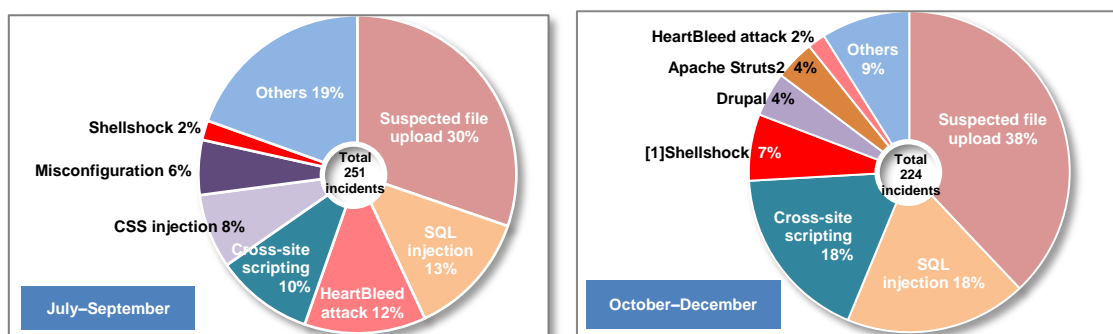 Others 19%
Suspected file
upload 30%
Shellshock 2%
Misconfiguration 6%
Total
251
incidents
CSS injection 8%
Cross-site
scripting
10%
HeartBleed
attack 12%
SQL
injection
13%
July–September
HeartBleed attack 2%
Others
9%
Apache Struts2 4%
Drupal 4%
Suspected file
upload 38%
[1]Shellshock 7%
Total
224
incidents
Cross-site
scripting
18%
SQL
injection 18%
October–December